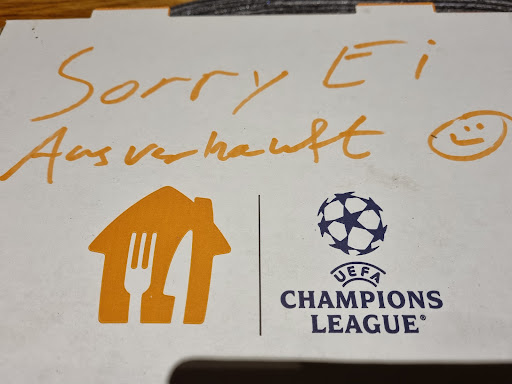 Sorry Ei
Ausverkauft
UEFA
CHAMPIONS
LEAGUE®